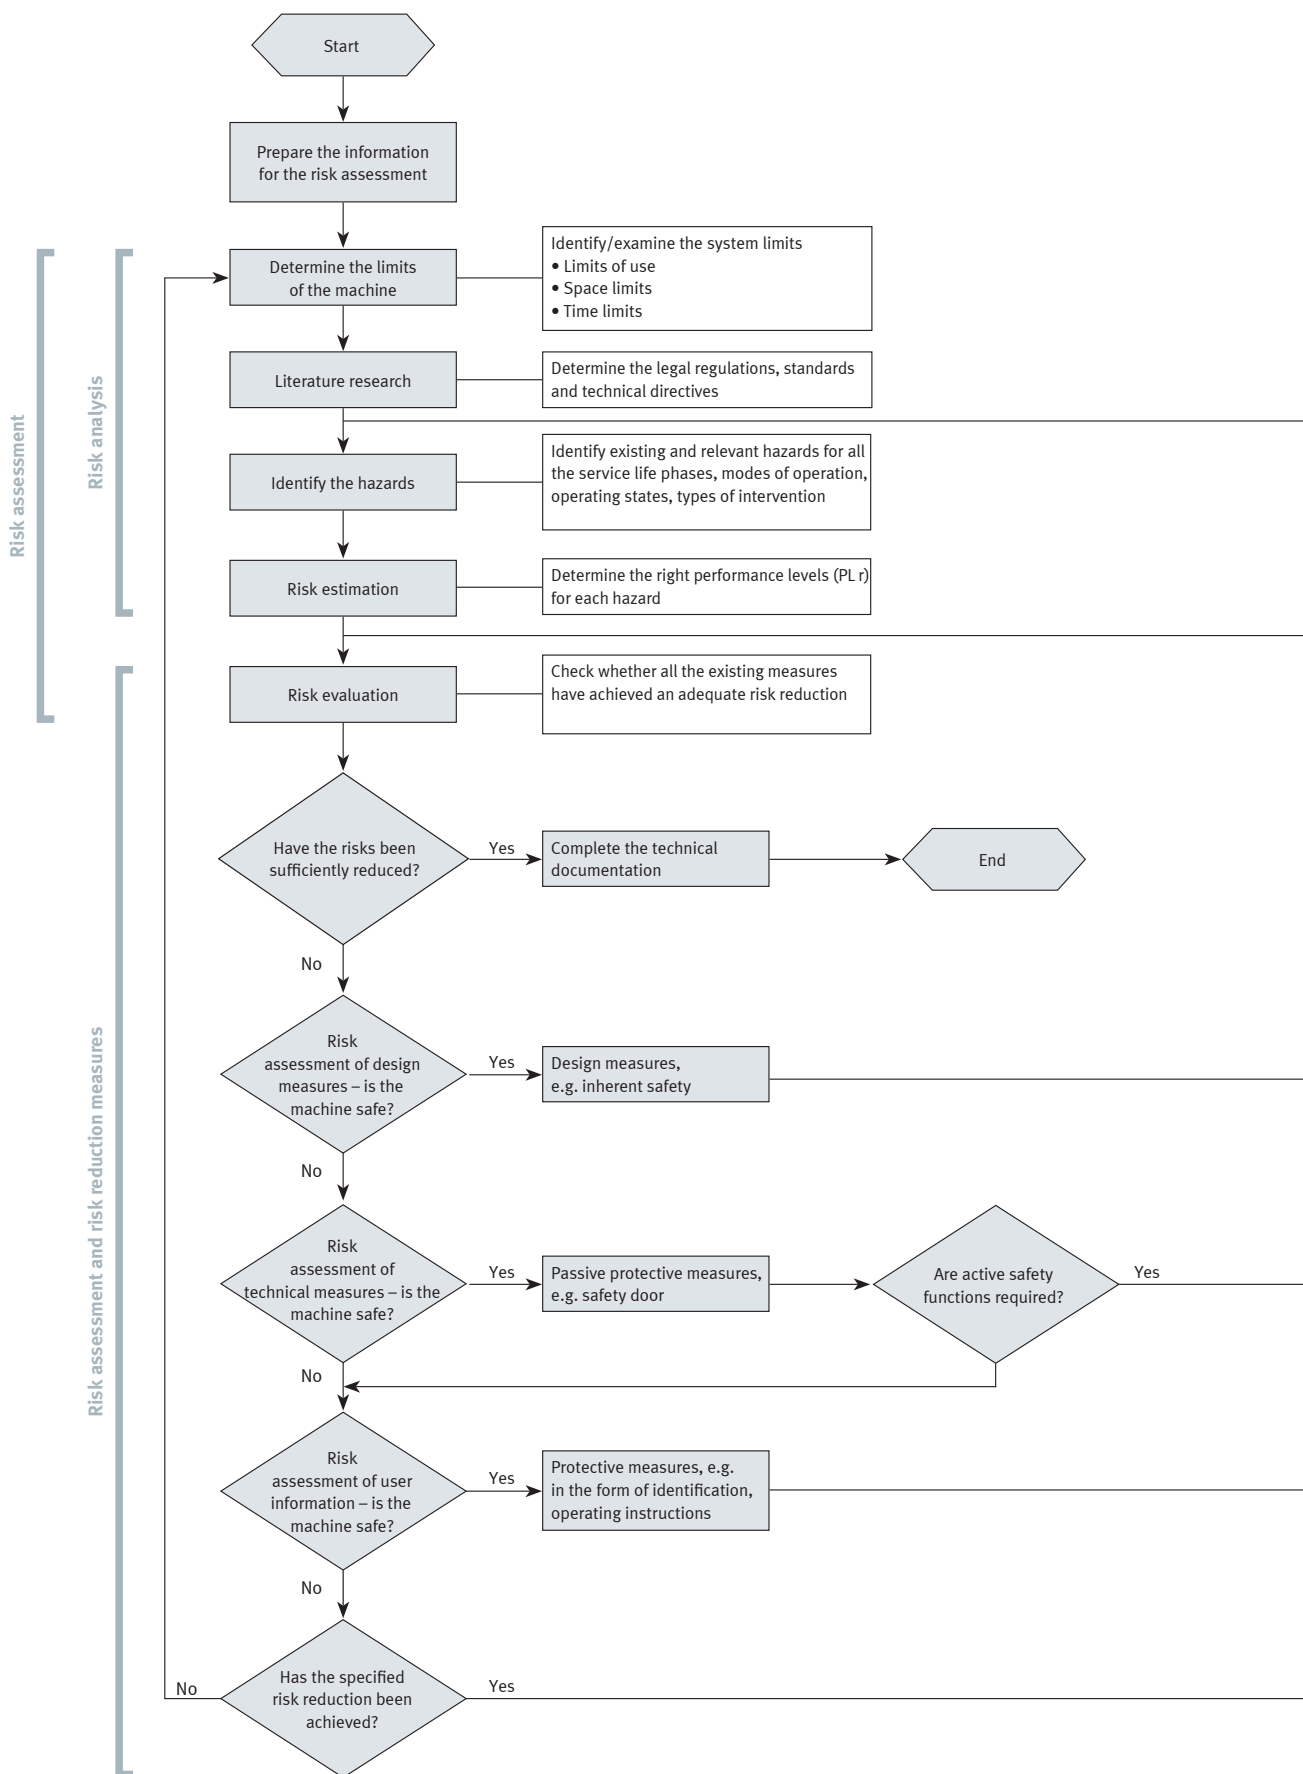 Start
Prepare the information
for the risk assessment
Risk assessment
Risk analysis
Determine the limits
of the machine
Identify/examine the system limits
• Limits of use
• Space limits
• Time limits
Literature research
Determine the legal regulations, standards
and technical directives
Identify the hazards
Identify existing and relevant hazards for all
the service life phases, modes of operation,
operating states, types of intervention
Risk estimation
Determine the right performance levels (PL r)
for each hazard
Risk evaluation
Check whether all the existing measures
have achieved an adequate risk reduction
Risk assessment and risk reduction measures
Have the risks been
sufficiently reduced?
Yes
Complete the technical
documentation
End
No
Risk
assessment of design
measures – is the
machine safe?
Yes
Design measures,
e.g. inherent safety
No
Risk
assessment of
technical measures – is the
machine safe?
Yes
Passive protective measures,
e.g. safety door
Are active safety
functions required?
Yes
No
Risk
assessment of user
information – is the
machine safe?
Yes
Protective measures, e.g.
in the form of identification,
operating instructions
No
Has the specified
risk reduction been
achieved?
No
Yes